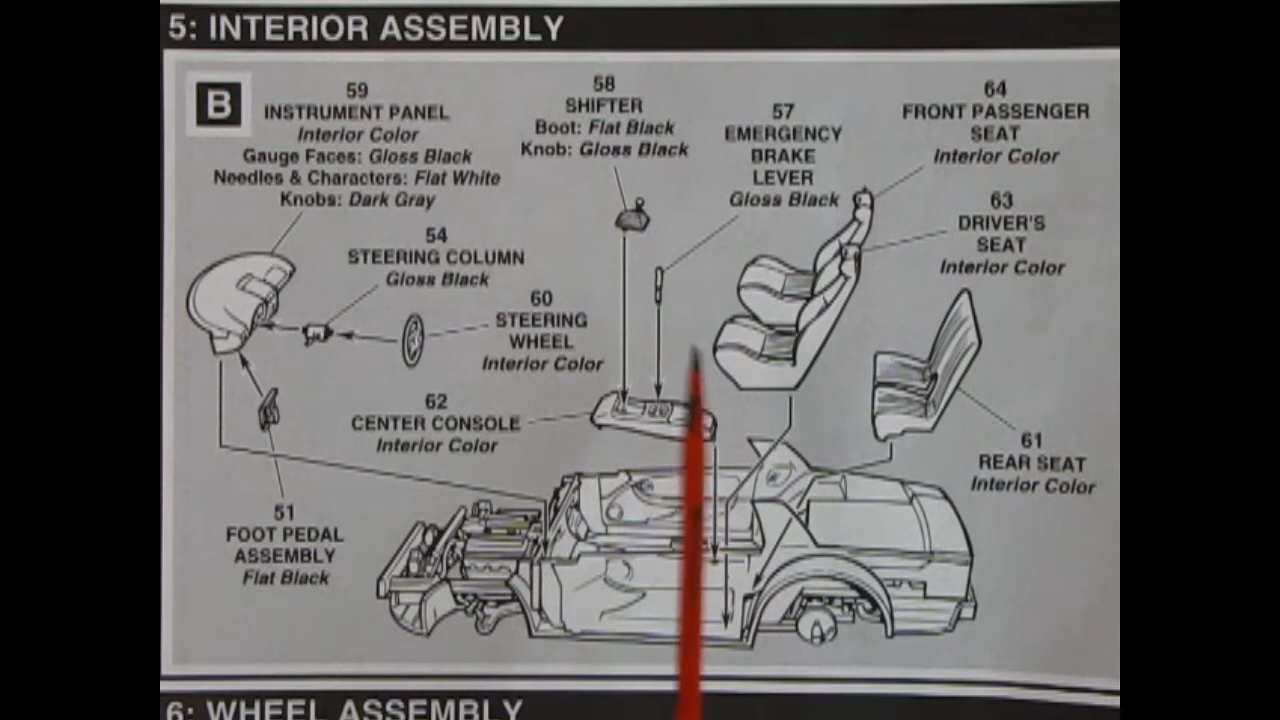 5: INTERIOR ASSEMBLY
B
59
INSTRUMENT PANEL
Interior Color
Gauge Faces: Gloss Black
Needles & Characters: Flat White
Knobs: Dark Gray
58
SHIFTER
Boot: Flat Black
Knob: Gloss Black
57
EMERGENCY
BRAKE
LEVER
Gloss Black
64
FRONT PASSENGER
SEAT
Interior Color
63
DRIVER'S
SEAT
Interior Color
54
STEERING COLUMN
Gloss Black
60
STEERING
WHEEL
Interior Color
62
CENTER CONSOLE
Interior Color
61
REAR SEAT
Interior Color
51
FOOT PEDAL
ASSEMBLY
Flat Black
6: WHEEL ASSEMBLY